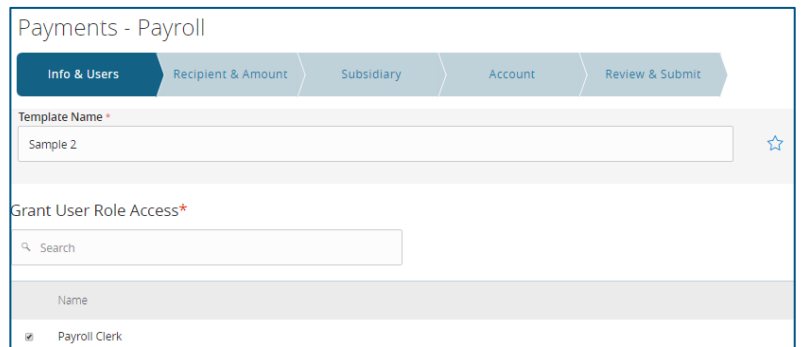 Payments - Payroll
Info & Users Recipient & Amount Subsidiary Account Review & Submit
Template Name *
Sample 2
Grant User Role Access*
Search
Name
Payroll Clerk